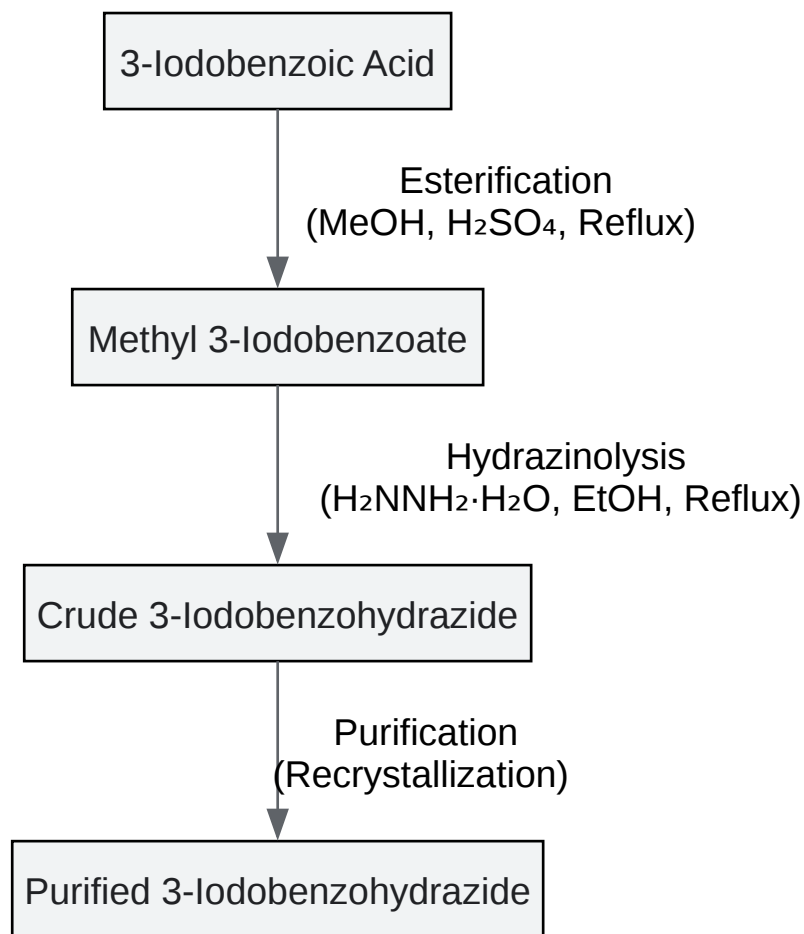 3-Iodobenzoic Acid
Esterification
(MeOH, H₂SO₄, Reflux)
Methyl 3-Iodobenzoate
Hydrazinolysis
(H₂NNH₂·H₂O, EtOH, Reflux)
Crude 3-Iodobenzohydrazide
Purification
(Recrystallization)
Purified 3-Iodobenzohydrazide